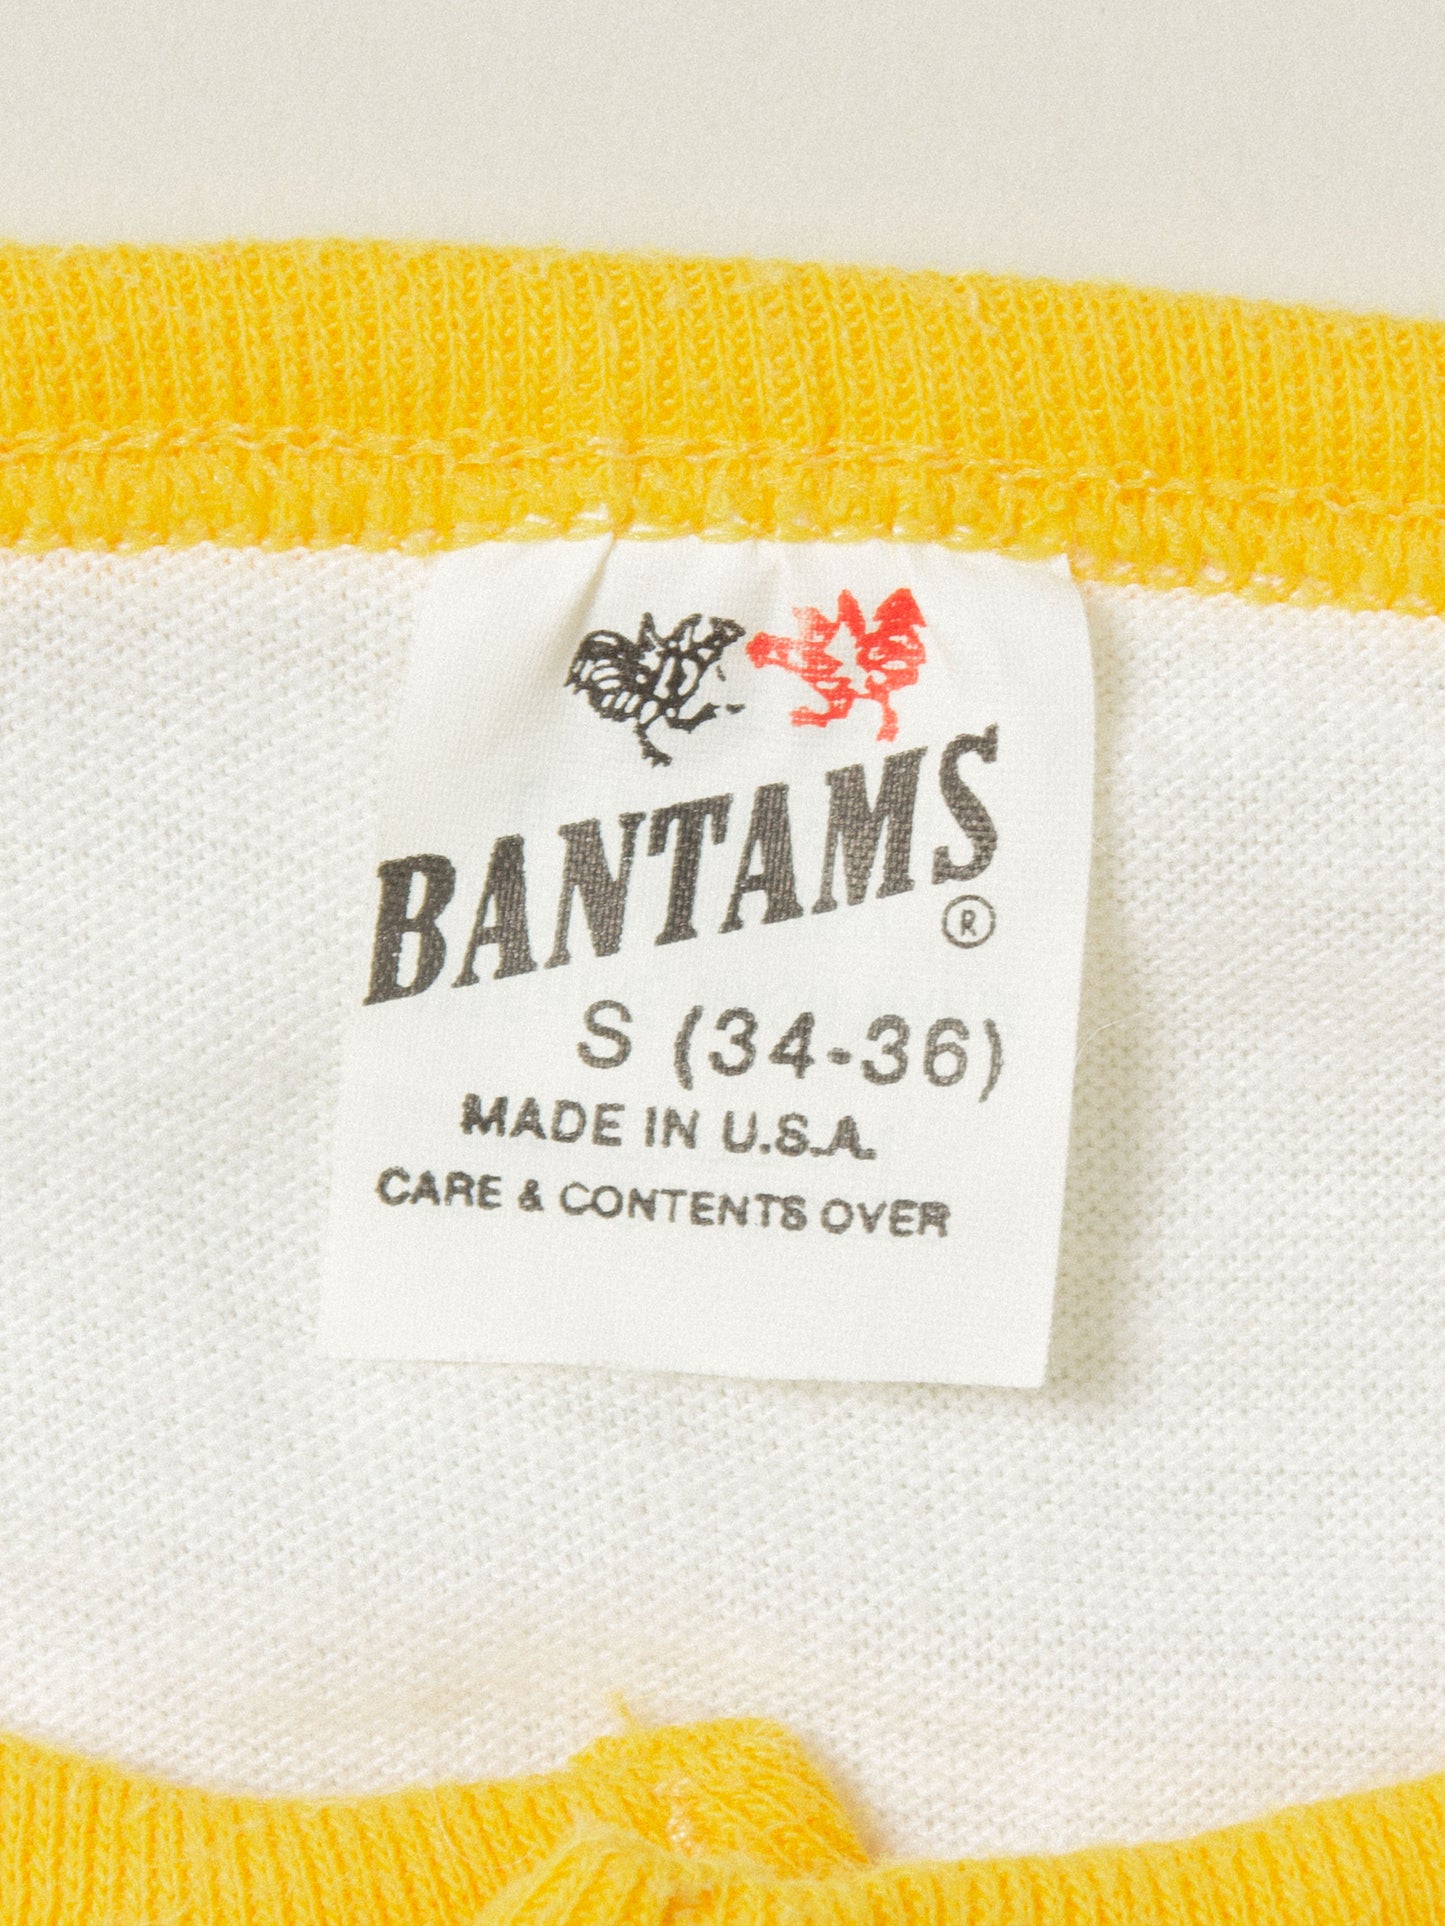 BANTAMS
®
S (34-36)
MADE IN U.S.A.
CARE & CONTENTS OVER